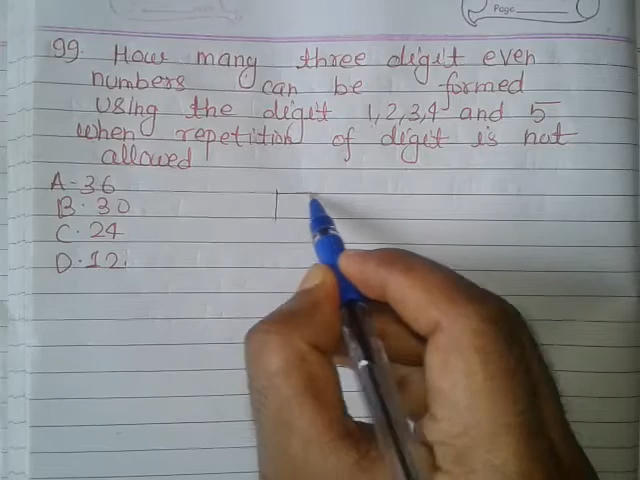 Page
99. How many three digit even
numbers can be formed
using the digit 1,2,3,4 and 5
when repetition of digit is not
allowed
A-36
B.30
C.24
D.12